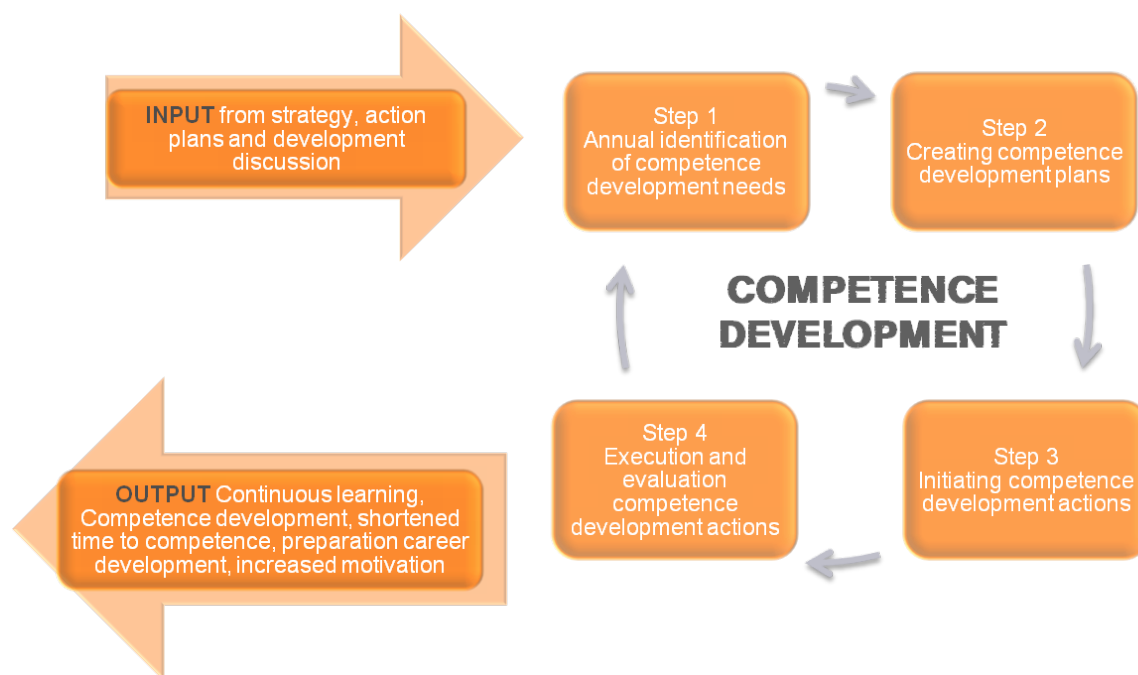 INPUT from strategy, action
plans and development
discussion
Step 1
Annual identification
of competence
development needs
Step 2
Creating competence
development plans
COMPETENCE
DEVELOPMENT
Step 4
Execution and
evaluation
competence
development actions
Step 3
Initiating competence
development actions
OUTPUT Continuous learning,
Competence development, shortened
time to competence, preparation career
development, increased motivation